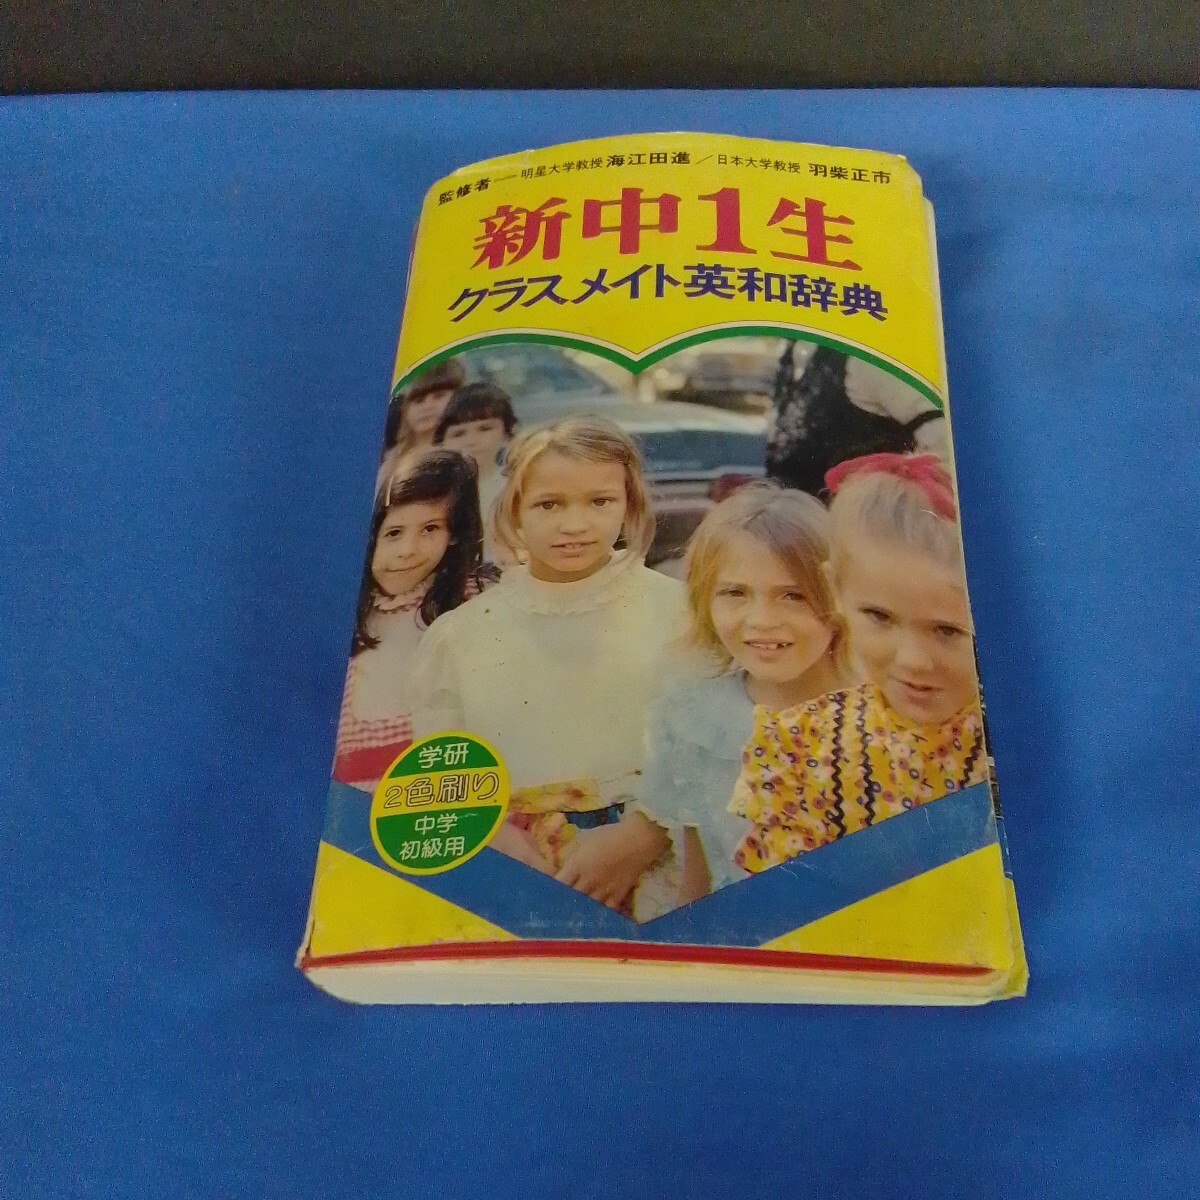 監修者―明星大学教授 海江田進／日本大学教授 羽柴正市
新中1生
クラスメイト英和辞典
学研
2色刷り
中学
初級用